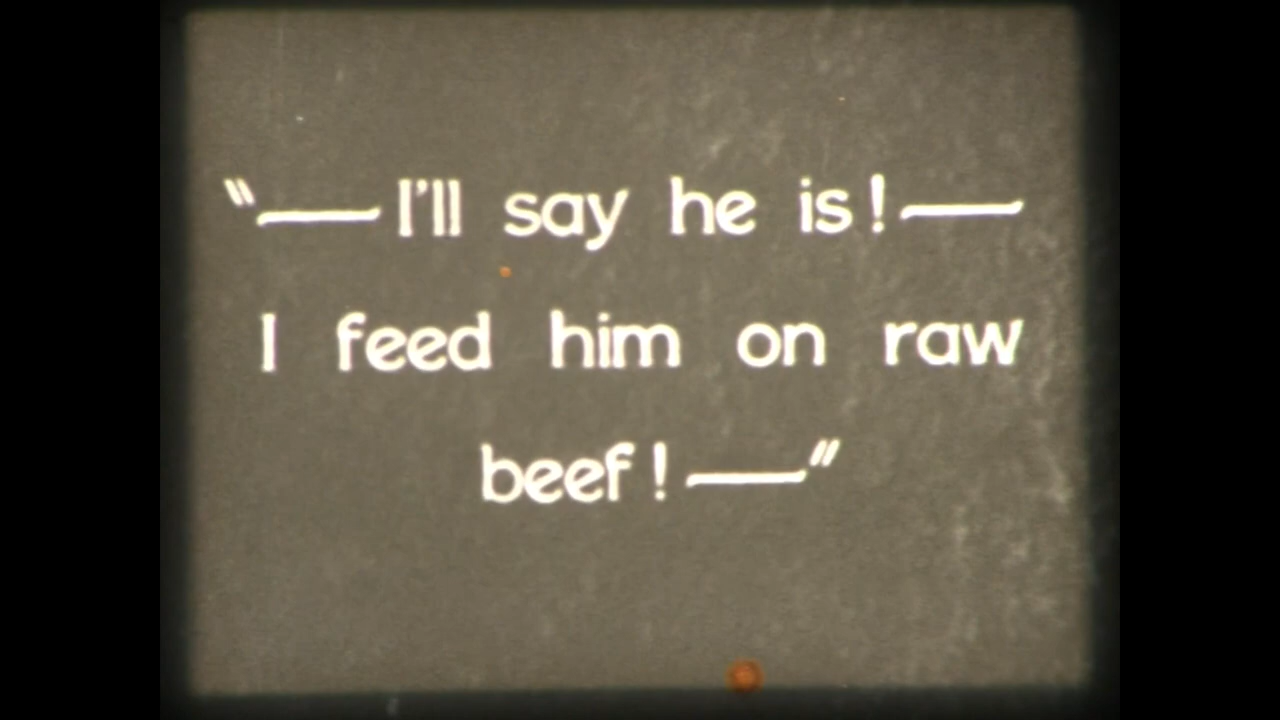 "—I'll say he is!—
I feed him on raw
beef!—"